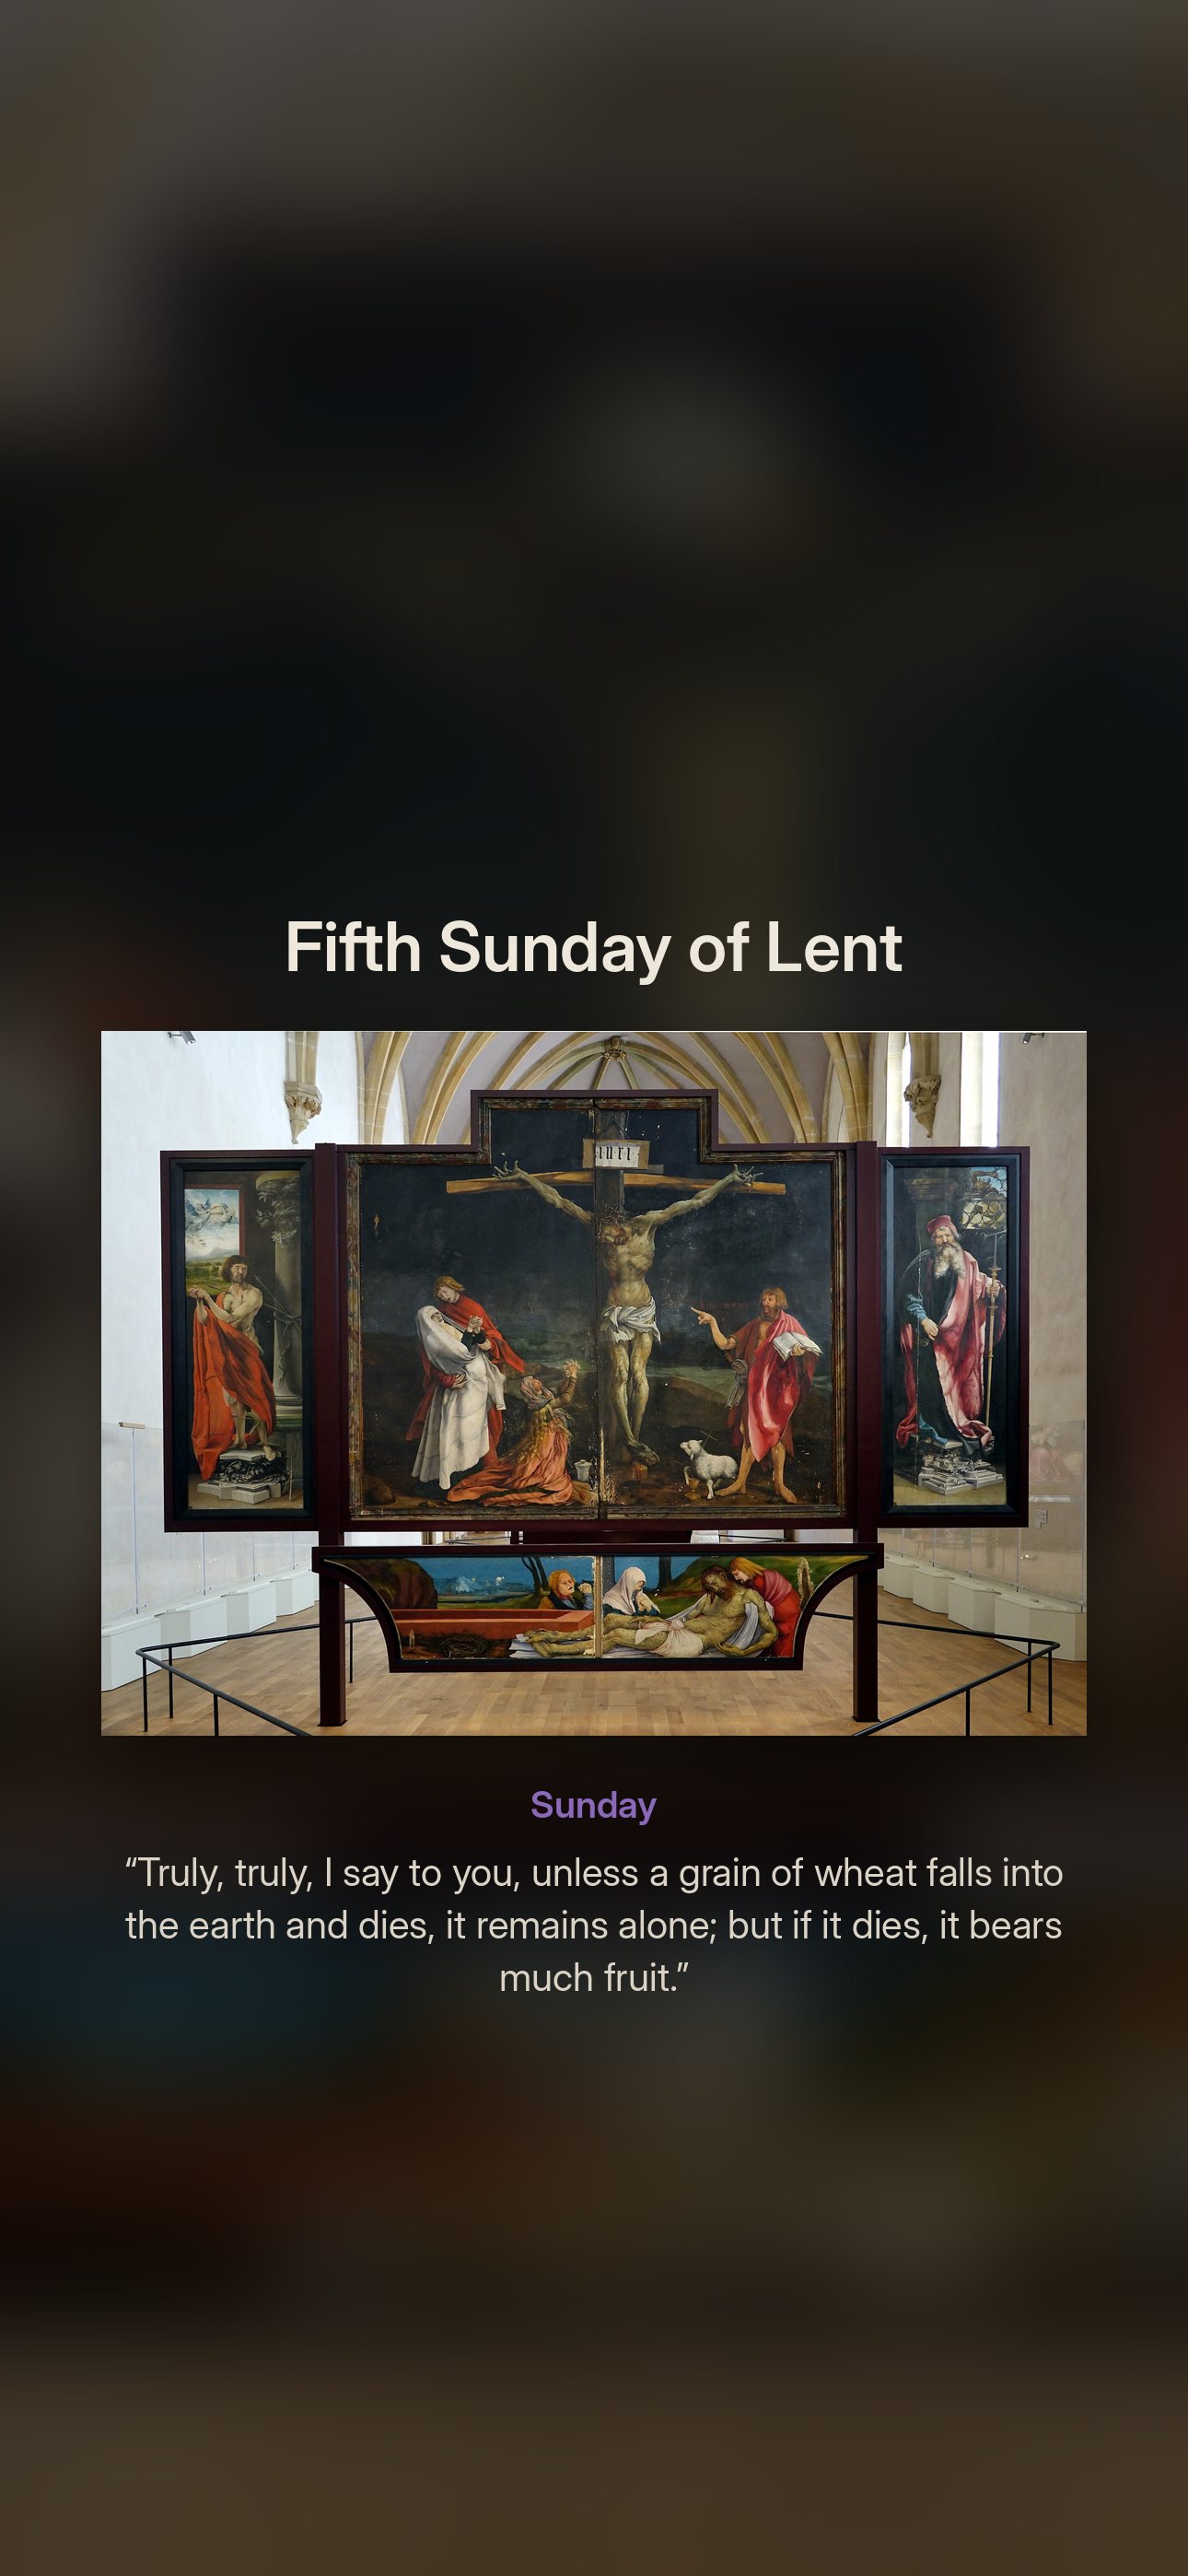 Fifth Sunday of Lent
INRI
Sunday
“Truly, truly, I say to you, unless a grain of wheat falls into
the earth and dies, it remains alone; but if it dies, it bears
much fruit.”